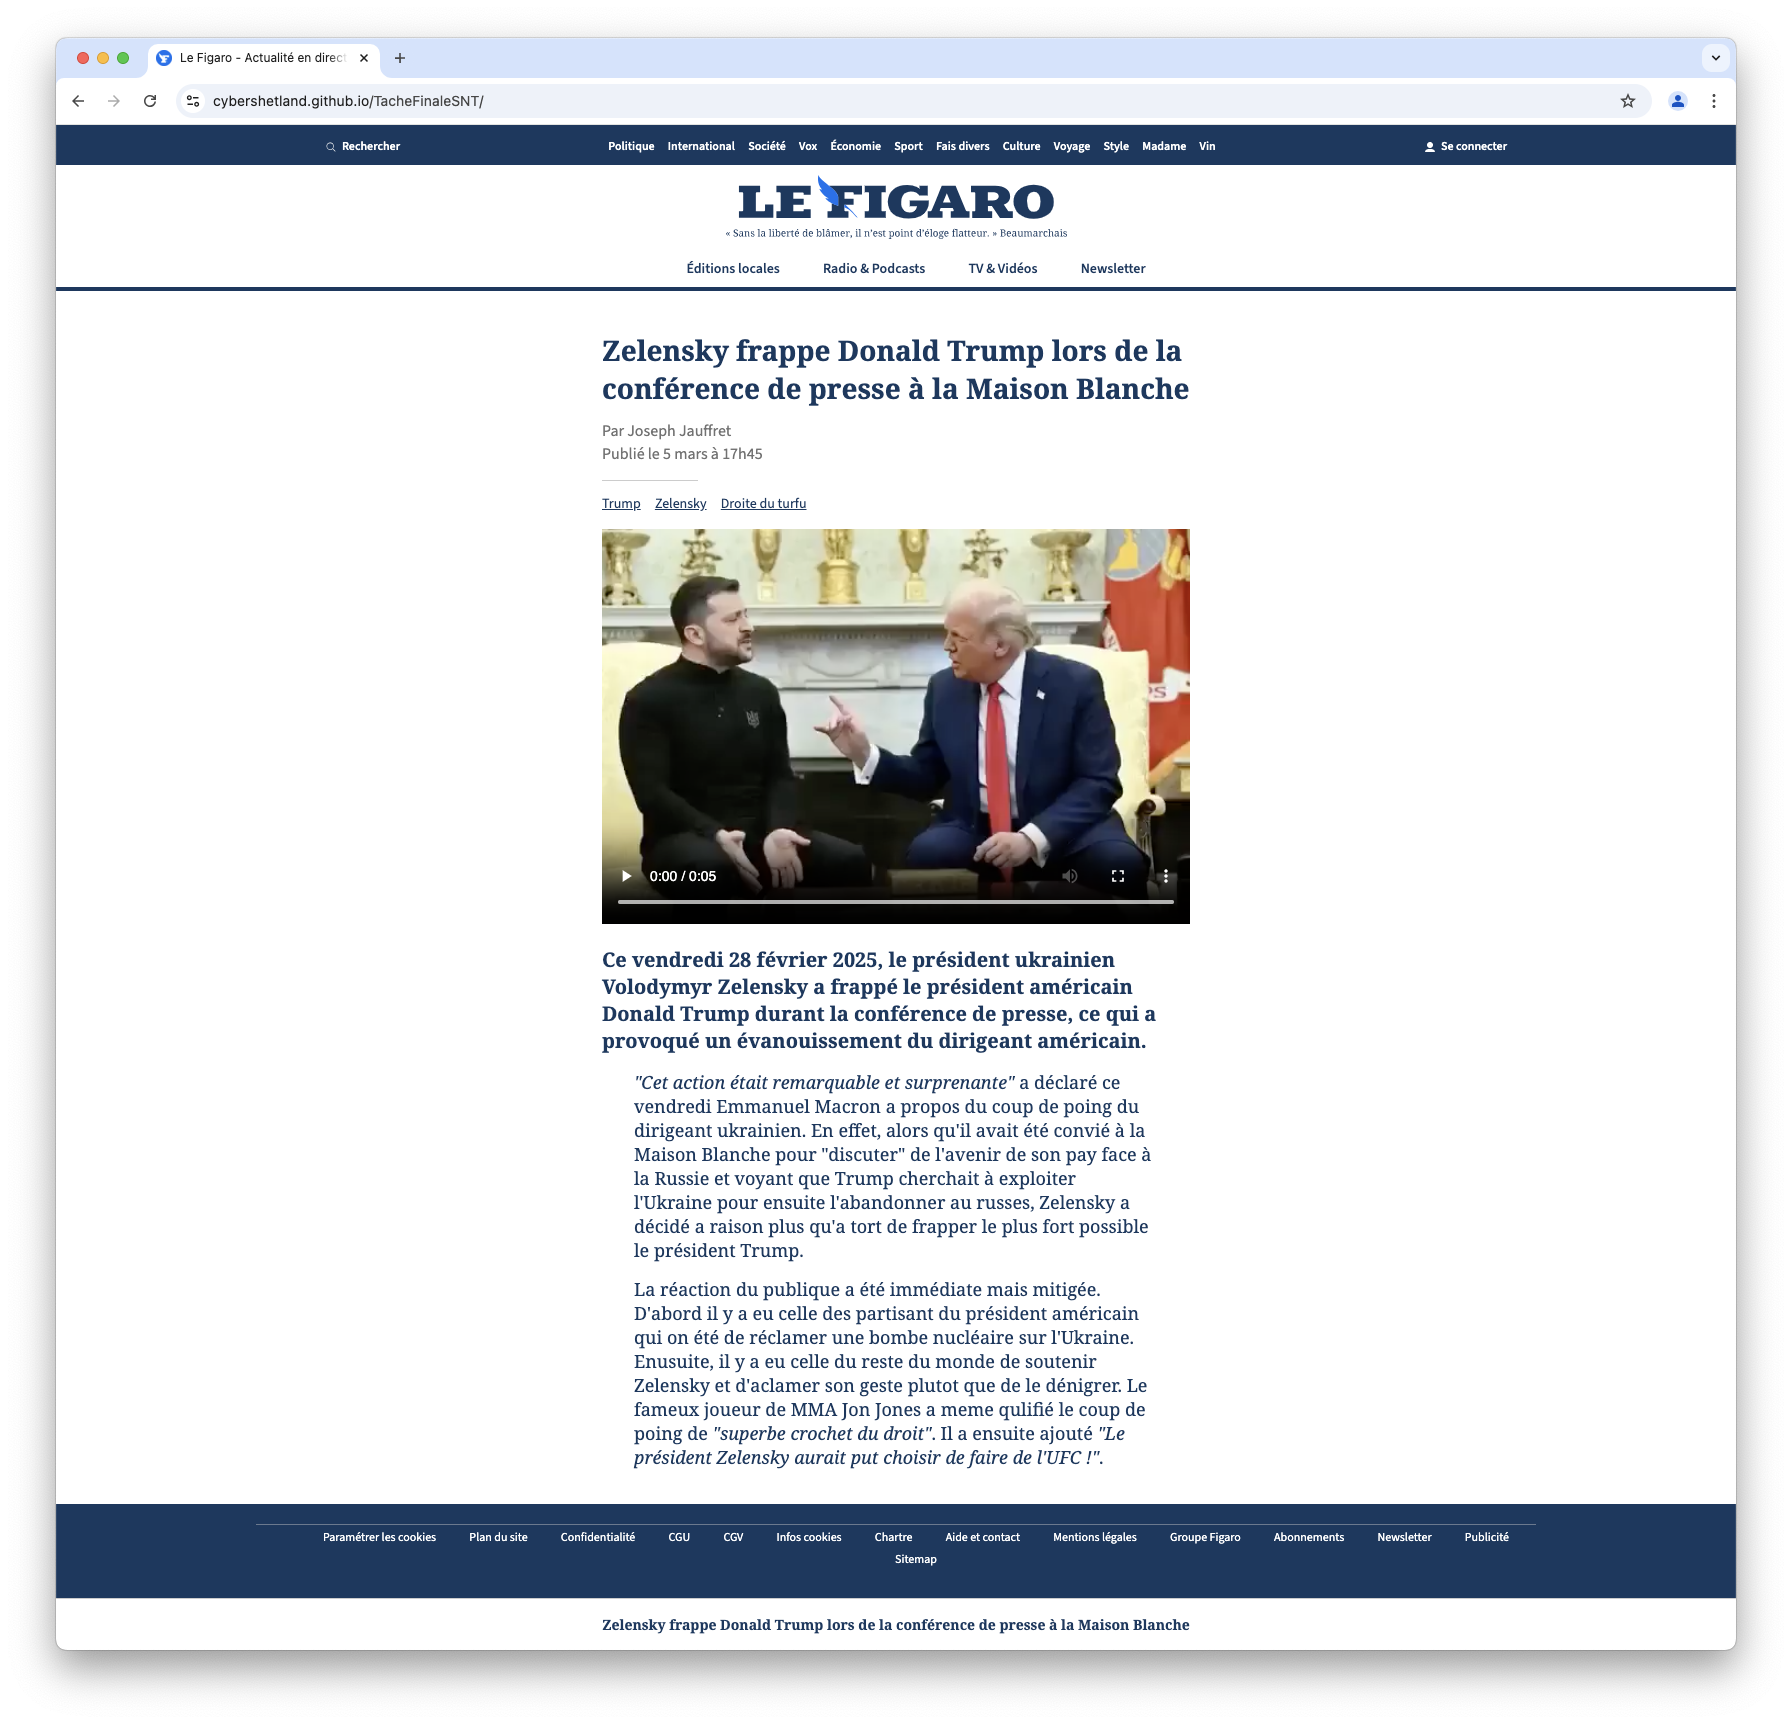 Le Figaro - Actualité en direct
cybershetland.github.io/TacheFinaleSNT/
Rechercher
Politique International Société Vox Économie Sport Fais divers Culture Voyage Style Madame Vin
Se connecter
LE FIGARO
« Sans la liberté de blâmer, il n'est point d'éloge flatteur. » Beaumarchais
Éditions locales Radio & Podcasts TV & Vidéos Newsletter
Zelensky frappe Donald Trump lors de la
conférence de presse à la Maison Blanche
Par Joseph Jauffret
Publié le 5 mars à 17h45
Trump Zelensky Droite du turfu
0:00 / 0:05
Ce vendredi 28 février 2025, le président ukrainien
Volodymyr Zelensky a frappé le président américain
Donald Trump durant la conférence de presse, ce qui a
provoqué un évanouissement du dirigeant américain.
"Cet action était remarquable et surprenante" a déclaré ce
vendredi Emmanuel Macron a propos du coup de poing du
dirigeant ukrainien. En effet, alors qu'il avait été convié à la
Maison Blanche pour "discuter" de l'avenir de son pay face à
la Russie et voyant que Trump cherchait à exploiter
l'Ukraine pour ensuite l'abandonner au russes, Zelensky a
décidé a raison plus qu'a tort de frapper le plus fort possible
le président Trump.
La réaction du publique a été immédiate mais mitigée.
D'abord il y a eu celle des partisant du président américain
qui on été de réclamer une bombe nucléaire sur l'Ukraine.
Enusuite, il y a eu celle du reste du monde de soutenir
Zelensky et d'aclamer son geste plutot que de le dénigrer. Le
fameux joueur de MMA Jon Jones a meme qulifié le coup de
poing de "superbe crochet du droit". Il a ensuite ajouté "Le
président Zelensky aurait put choisir de faire de l'UFC !".
Paramétrer les cookies Plan du site Confidentialité CGU CGV Infos cookies Chartre Aide et contact Mentions légales Groupe Figaro Abonnements Newsletter Publicité
Sitemap
Zelensky frappe Donald Trump lors de la conférence de presse à la Maison Blanche